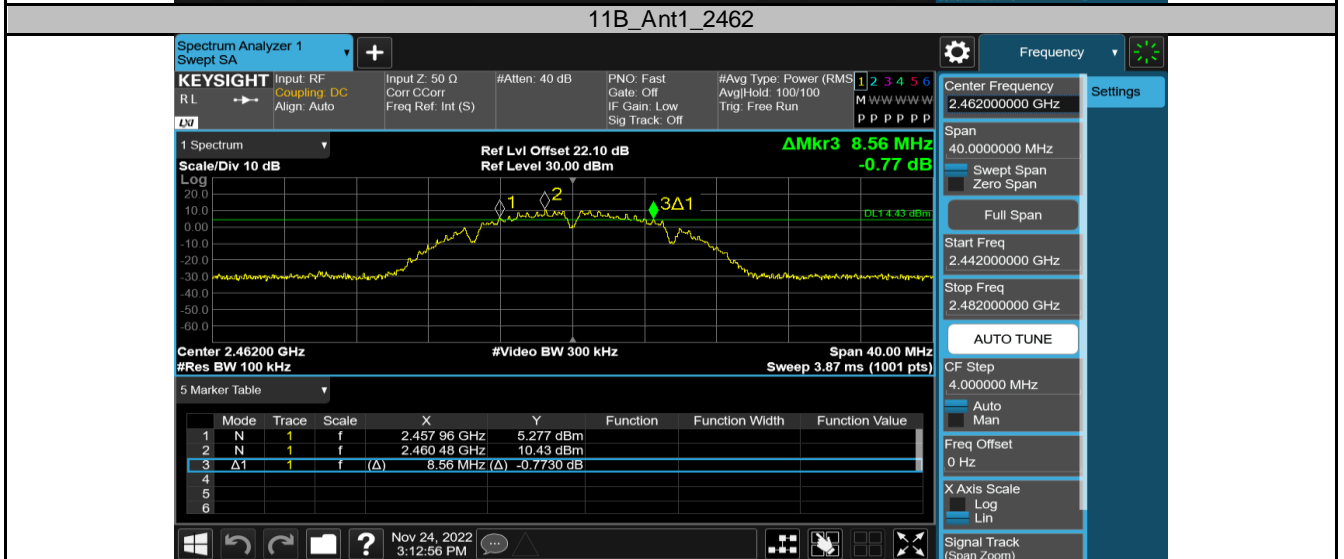 11B_Ant1_2462
Spectrum Analyzer 1
Swept SA
+
Frequency
KEYSIGHT
R L
LXI
Input: RF
Coupling: DC
Align: Auto
Input Z: 50 Ω
Corr CCorr
Freq Ref: Int (S)
#Atten: 40 dB
PNO: Fast
Gate: Off
IF Gain: Low
Sig Track: Off
#Avg Type: Power (RMS
Avg|Hold: 100/100
Trig: Free Run
1 2 3 4 5 6
M W W W W W
P P P P P P
1 Spectrum
Scale/Div 10 dB
Ref Lvl Offset 22.10 dB
Ref Level 30.00 dBm
ΔMkr3 8.56 MHz
-0.77 dB
Log
20.0
10.0
0.00
-10.0
-20.0
-30.0
-40.0
-50.0
-60.0
1
2
3Δ1
DL1 4.43 dBm
Center 2.46200 GHz
#Res BW 100 kHz
#Video BW 300 kHz
Span 40.00 MHz
Sweep 3.87 ms (1001 pts)
5 Marker Table
Mode Trace Scale X Y Function Function Width Function Value
1 N 1 f 2.457 96 GHz 5.277 dBm
2 N 1 f 2.460 48 GHz 10.43 dBm
3 Δ1 1 f (Δ) 8.56 MHz (Δ) -0.7730 dB
4
5
6
Nov 24, 2022
3:12:56 PM
?
Center Frequency
2.462000000 GHz
Settings
Span
40.0000000 MHz
Swept Span
Zero Span
Full Span
Start Freq
2.442000000 GHz
Stop Freq
2.482000000 GHz
AUTO TUNE
CF Step
4.000000 MHz
Auto
Man
Freq Offset
0 Hz
X Axis Scale
Log
Lin
Signal Track
(Span Zoom)